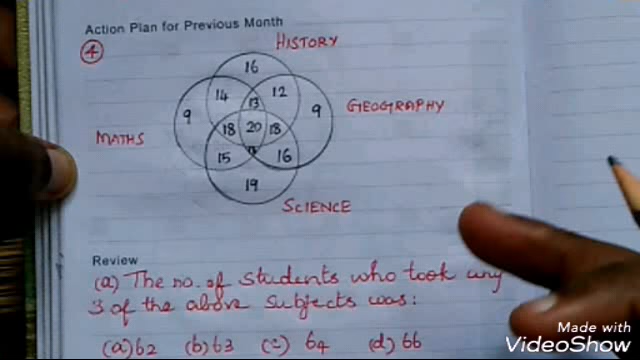 Action Plan for Previous Month
4
HISTORY
16
14
13
12
9
9
GEOGRAPHY
MATHS
18
20
18
15
16
19
SCIENCE
Review
(a) The no. of students who took any
3 of the above subjects was:
(a) 62 (b) 63 (c) 64 (d) 66
Made with
VideoShow